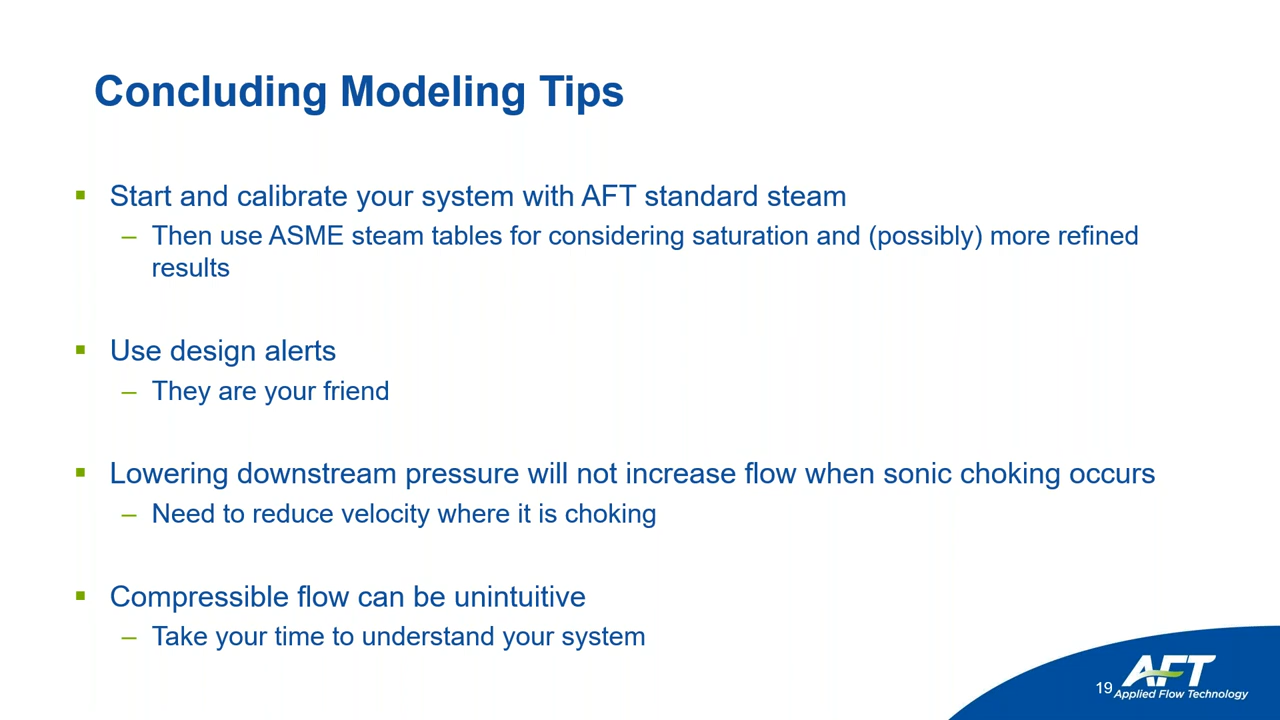 Concluding Modeling Tips
▪ Start and calibrate your system with AFT standard steam
– Then use ASME steam tables for considering saturation and (possibly) more refined
results
▪ Use design alerts
– They are your friend
▪ Lowering downstream pressure will not increase flow when sonic choking occurs
– Need to reduce velocity where it is choking
▪ Compressible flow can be unintuitive
– Take your time to understand your system
19
AFT
Applied Flow Technology